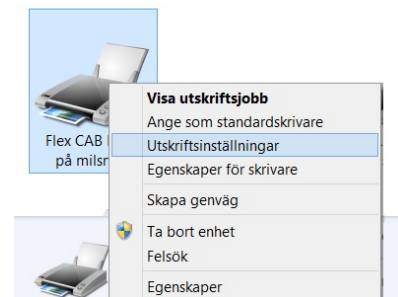 Flex CAB
på milsr
Visa utskriftsjobb
Ange som standardskrivare
Utskriftsinställningar
Egenskaper för skrivare
Skapa genväg
Ta bort enhet
Felsök
Egenskaper